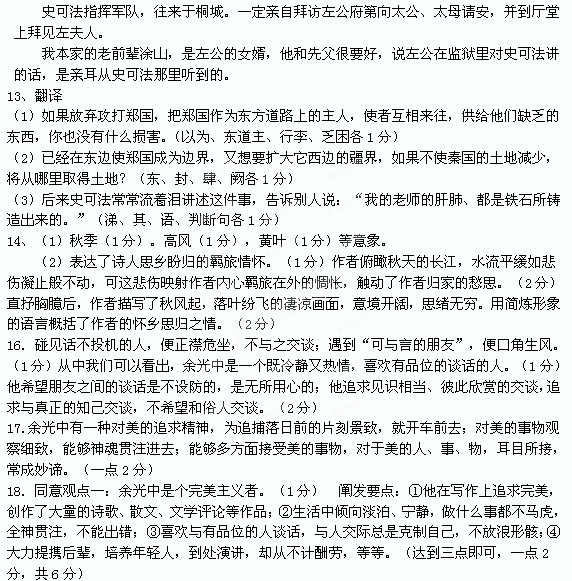 史可法指挥军队，往来于桐城。一定亲自拜访左公府第向太公、太母请安，并到厅堂
上拜见左夫人。
我本家的老前辈涂山，是左公的女婿，他和先父很要好，说左公在监狱里对史可法讲
的话，是亲耳从史可法那里听到的。
13、翻译
（1）如果放弃攻打郑国，把郑国作为东方道路上的主人，使者互相来往，供给他们缺乏的
东西，你也没有什么损害。（以为、东道主、行李、乏困各1分）
（2）已经在东边使郑国成为边界，又想要扩大它西边的疆界，如果不使秦国的土地减少，
将从哪里取得土地？（东、封、肆、阙各1分）
（3）后来史可法常常流着泪讲述这件事，告诉别人说：“我的老师的肝肺、都是铁石所铸
造出来的。”（涕、其、语、判断句各1分）
14、（1）秋季（1分）。高风（1分），黄叶（1分）等意象。
（2）表达了诗人思乡盼归的羁旅情怀。（1分）作者俯瞰秋天的长江，水流平缓如悲
伤凝止般不动，可这悲伤映射作者内心羁旅在外的惆怅，触动了作者归家的愁思。（2分）
直抒胸臆后，作者描写了秋风起，落叶纷飞的凄凉画面，意境开阔，思绪无穷。用简炼形象
的语言概括了作者的怀乡思归之情。（2分）
16. 碰见话不投机的人，便正襟危坐，不与之交谈；遇到“可与言的朋友”，便口角生风。
（1分）从中我们可以看出，余光中是一个既冷静又热情，喜欢有品位的谈话的人。（1分）
他希望朋友之间的谈话是不设防的，是无所用心的；他追求见识相当、彼此欣赏的交谈，追
求与真正的知己交谈，不希望和俗人交谈。（2分）
17.余光中有一种对美的追求精神，为追捕落日前的片刻景致，就开车前去；对美的事物观
察细致，能够神魂贯注进去；能够多方面接受美的事物，对于美的人、事、物，耳目所接，
常成妙谛。（一点2分）
18. 同意观点一：余光中是个完美主义者。（1分） 阐发要点：①他在写作上追求完美，
创作了大量的诗歌、散文、文学评论等作品；②生活中倾向淡泊、宁静，做什么事都不马虎，
全神贯注，不能出错；③喜欢与有品位的人谈话，与人交际总是克制自己，不放浪形骸；④
大力提携后辈，培养年轻人，到处演讲，却从不计酬劳，等等。（达到三点即可，一点2
分，共6分）